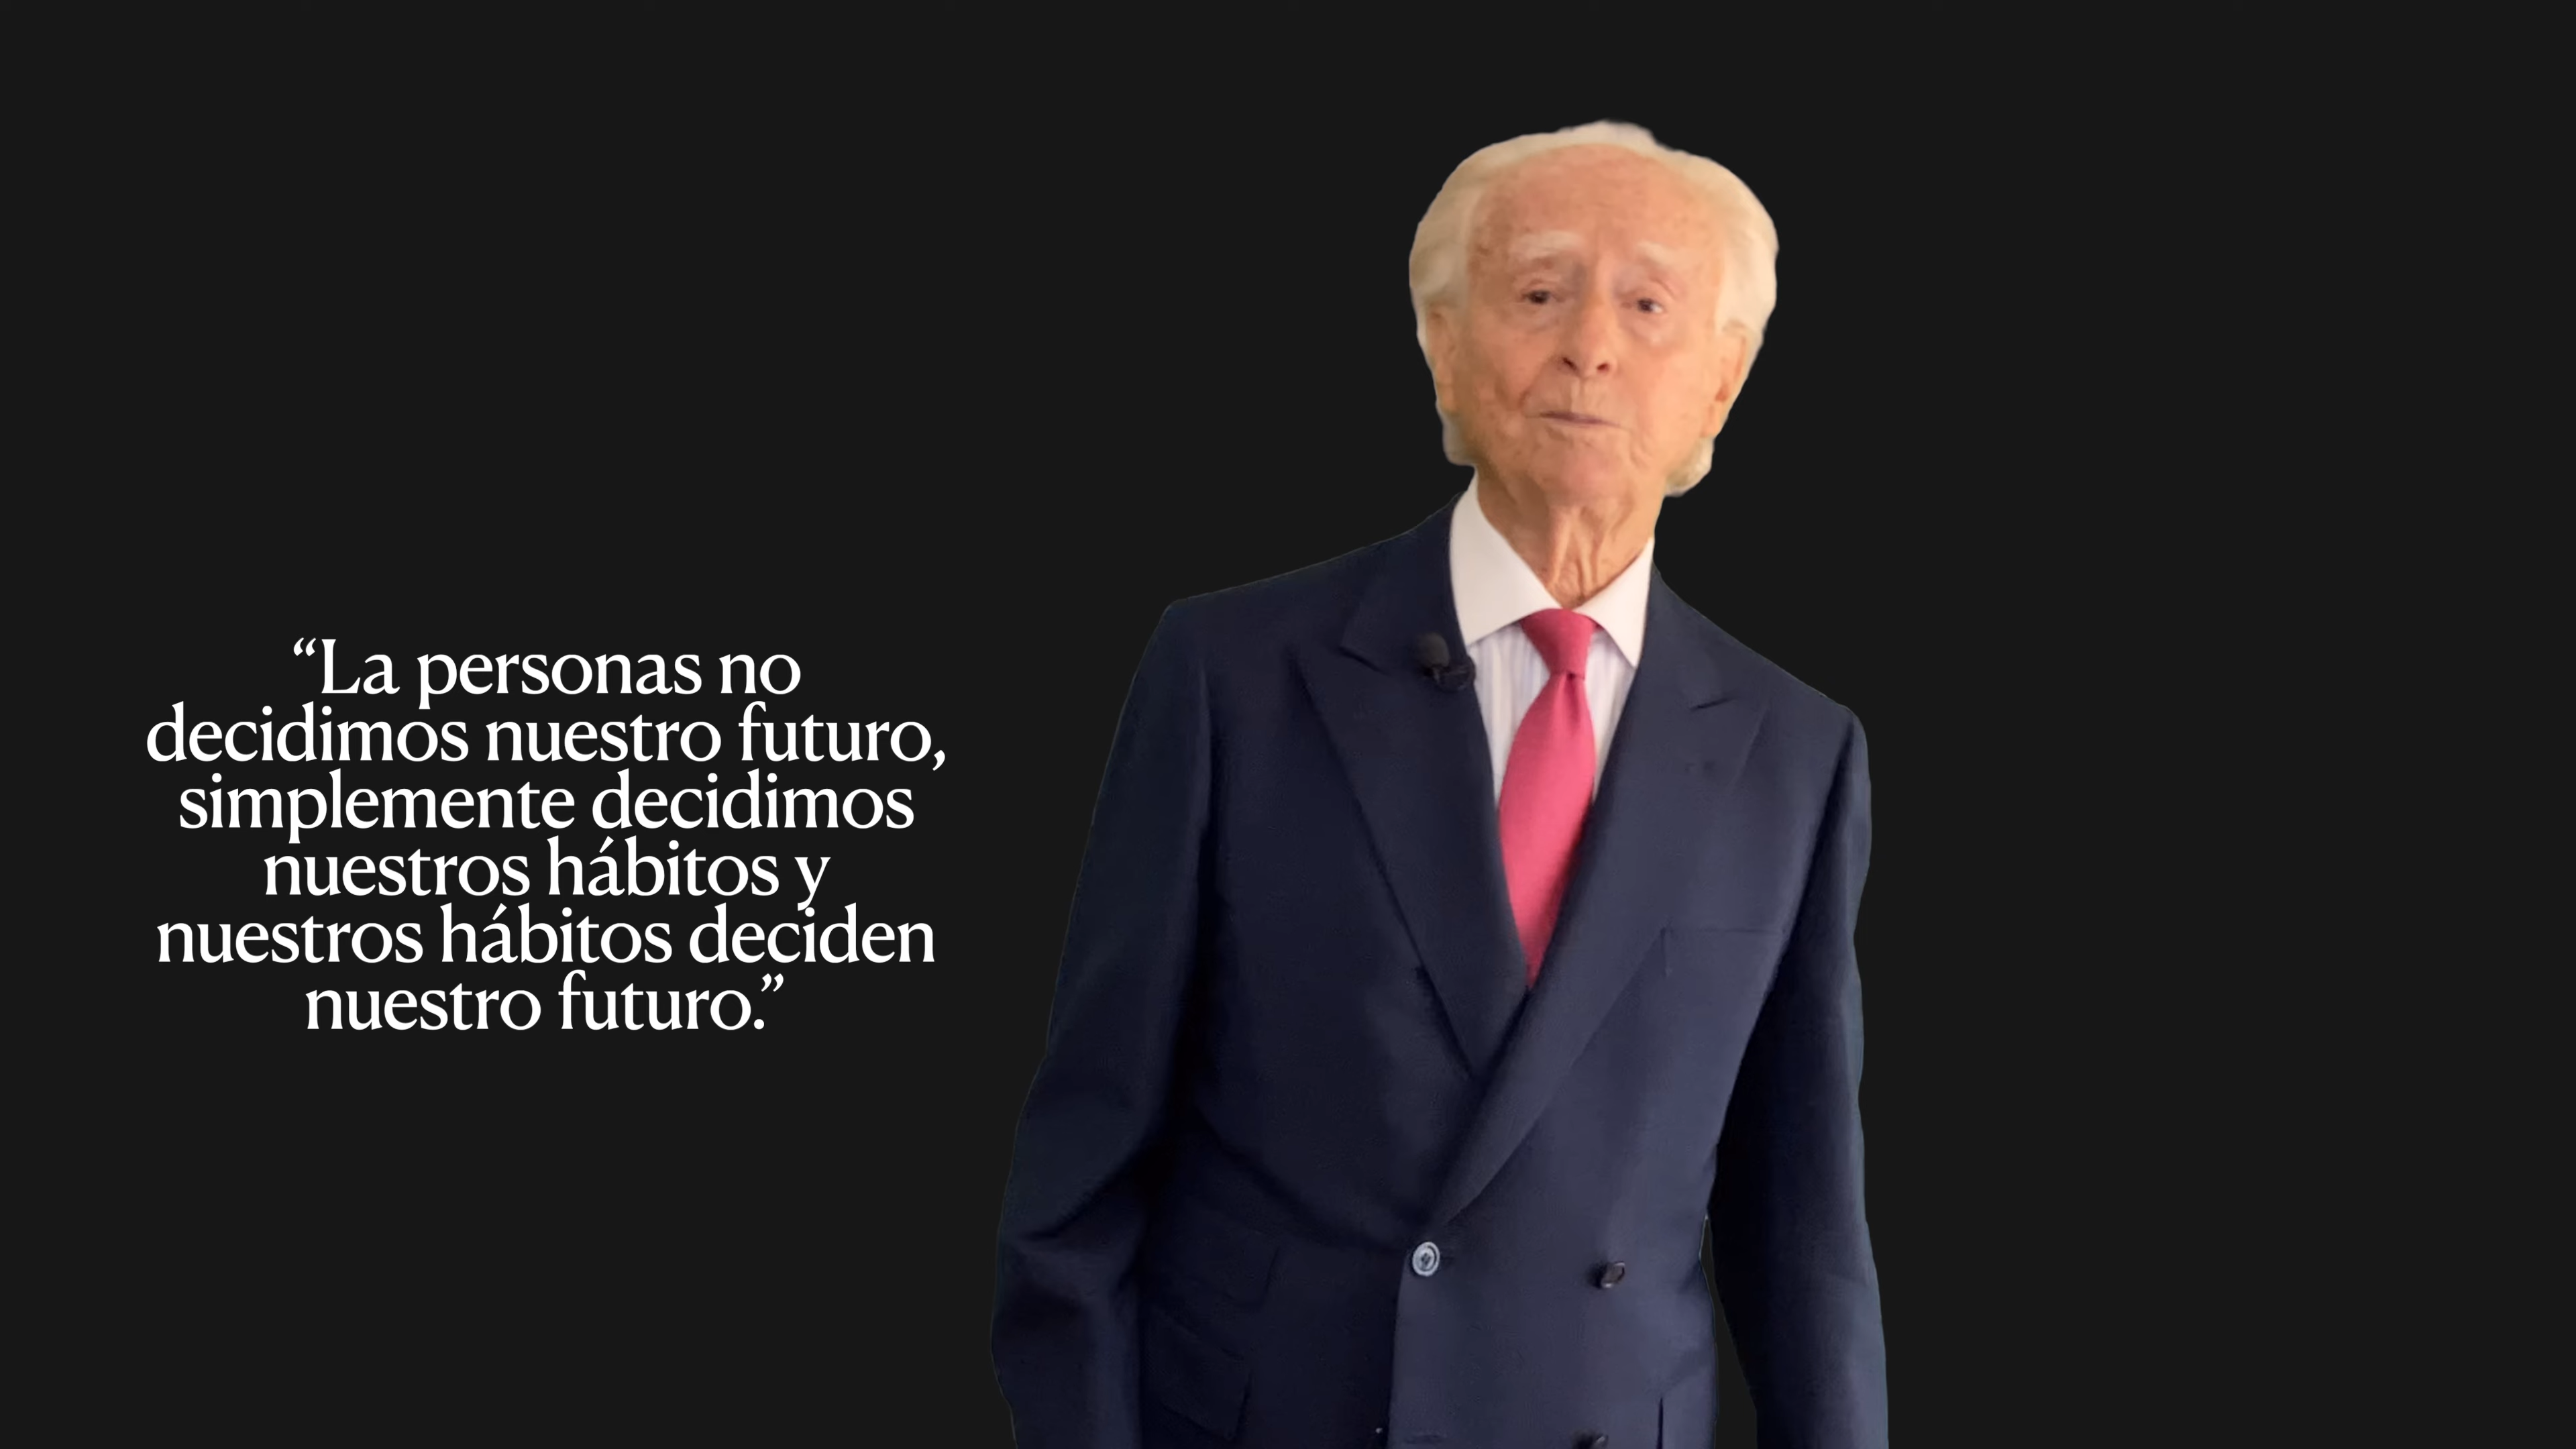 “La personas no
decidimos nuestro futuro,
simplemente decidimos
nuestros hábitos y
nuestros hábitos deciden
nuestro futuro.”